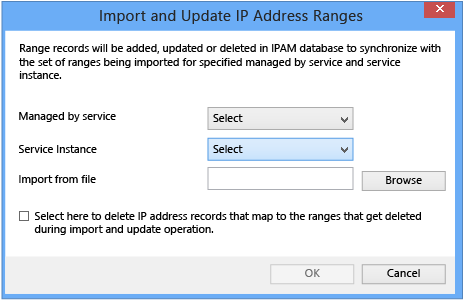 Import and Update IP Address Ranges
Range records will be added, updated or deleted in IPAM database to synchronize with
the set of ranges being imported for specified managed by service and service
instance.
Managed by service
Select
Service Instance
Select
Import from file
Browse
Select here to delete IP address records that map to the ranges that get deleted
during import and update operation.
OK
Cancel